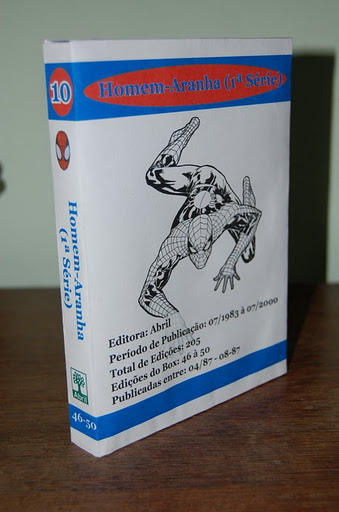 10
Homem-Aranha (1ª Série)
Homem-Aranha
(1ª Série)
Editora: Abril
Período de Publicação: 07/1983 à 07/2000
Total de Edições: 205
Edições do Box: 46 à 50
Publicadas entre: 04/87 - 08-87
Abril
46-50